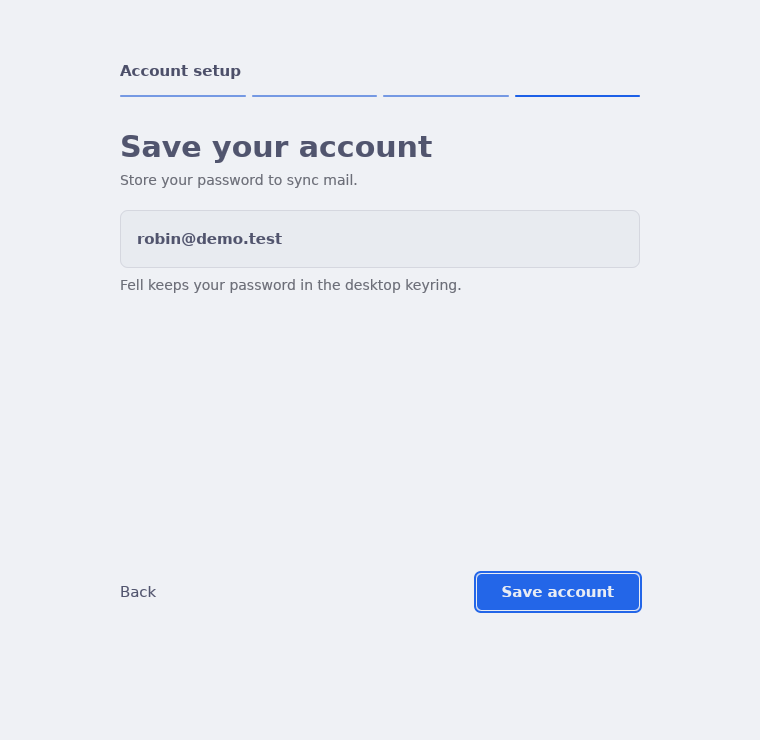 Account setup
Save your account
Store your password to sync mail.
robin@demo.test
Fell keeps your password in the desktop keyring.
Back
Save account